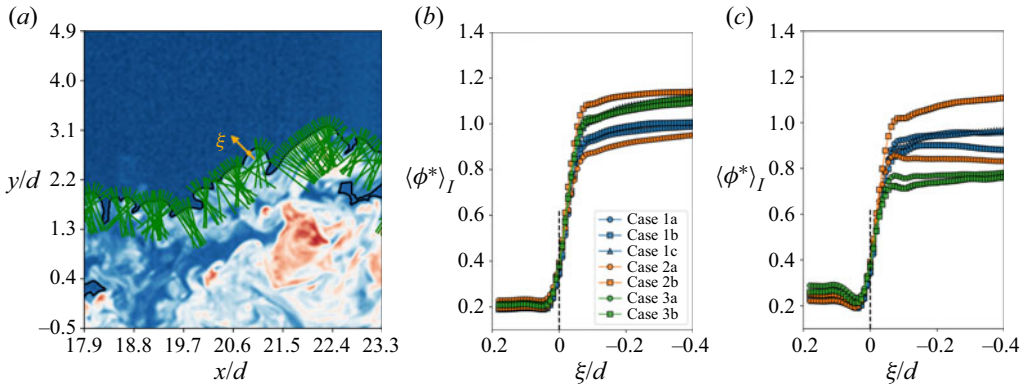 (a)
4.9
4.0
3.1
y/d
2.2
1.3
0.4
–0.5
ξ
17.9 18.8 19.7 20.6 21.5 22.4 23.3
x/d
(b)
1.4
1.2
1.0
⟨ϕ*⟩I
0.8
0.6
0.4
0.2
Case 1a
Case 1b
Case 1c
Case 2a
Case 2b
Case 3a
Case 3b
0.2 0 –0.2 –0.4
ξ/d
(c)
1.4
1.2
1.0
⟨ϕ*⟩I
0.8
0.6
0.4
0.2
0.2 0 –0.2 –0.4
ξ/d